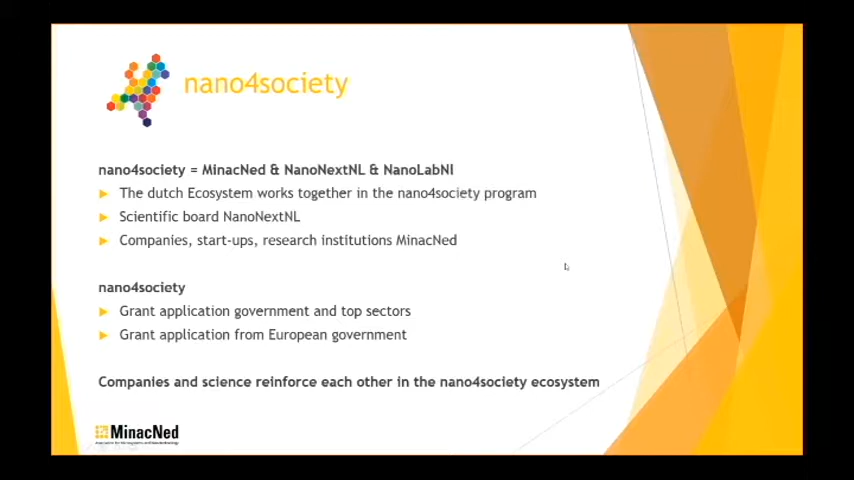 nano4society
nano4society = MinacNed & NanoNextNL & NanoLabNl
The dutch Ecosystem works together in the nano4society program
Scientific board NanoNextNL
Companies, start-ups, research institutions MinacNed
nano4society
Grant application government and top sectors
Grant application from European government
Companies and science reinforce each other in the nano4society ecosystem
MinacNed